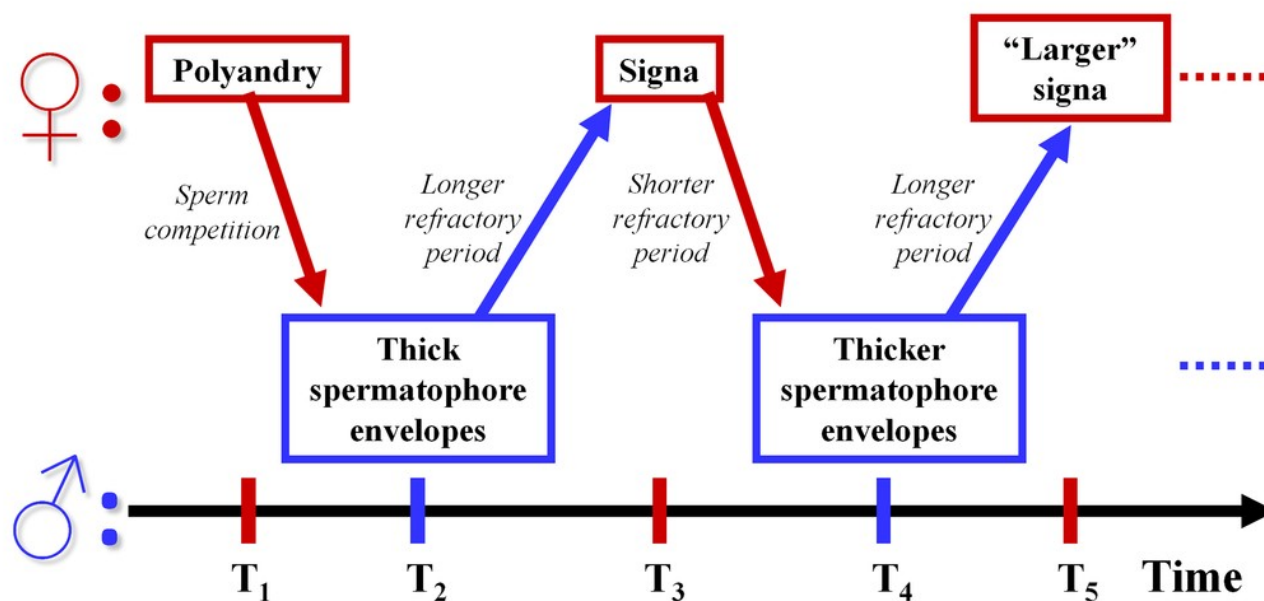 Polyandry
Signa
“Larger”
signa
Sperm
competition
Longer
refractory
period
Shorter
refractory
period
Longer
refractory
period
Thick
spermatophore
envelopes
Thicker
spermatophore
envelopes
T₁
T₂
T₃
T₄
T₅
Time